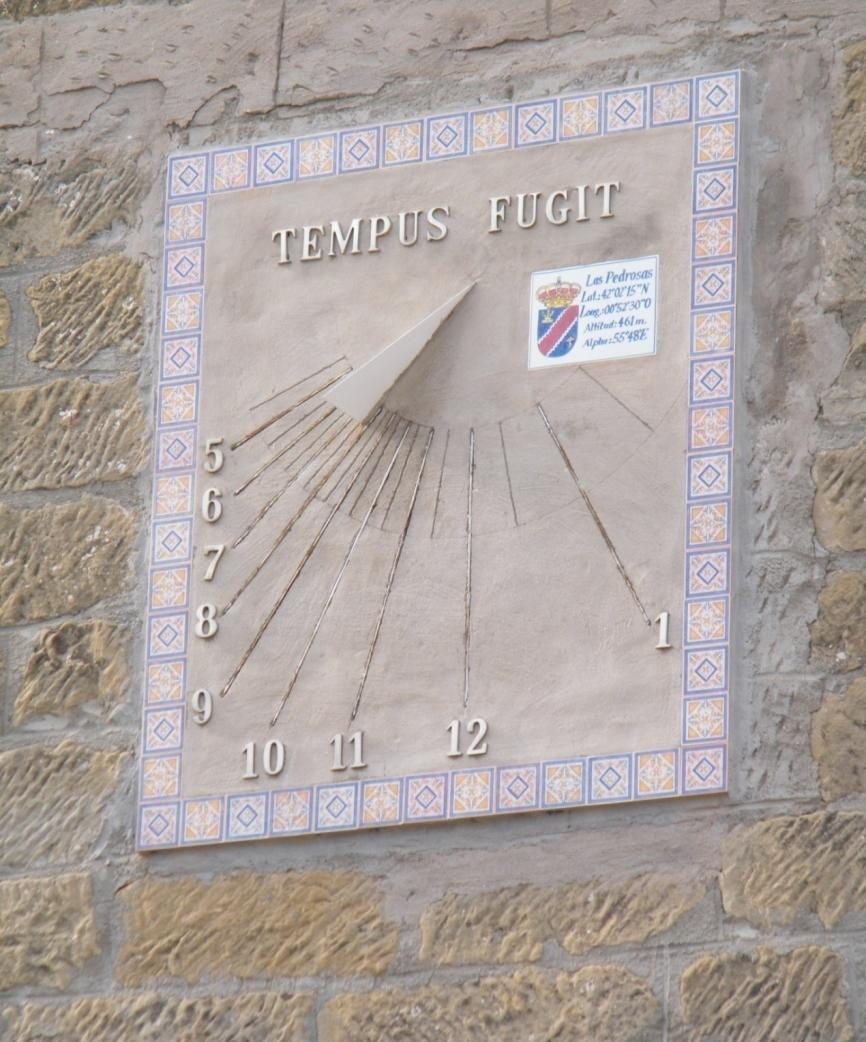 TEMPUS FUGIT
Las Pedrosas
Lat.:42°02'15"N
Long.:00°52'30"O
Altitud:461m.
Alpha:55°48'E
5
6
7
8
9
10
11
12
1